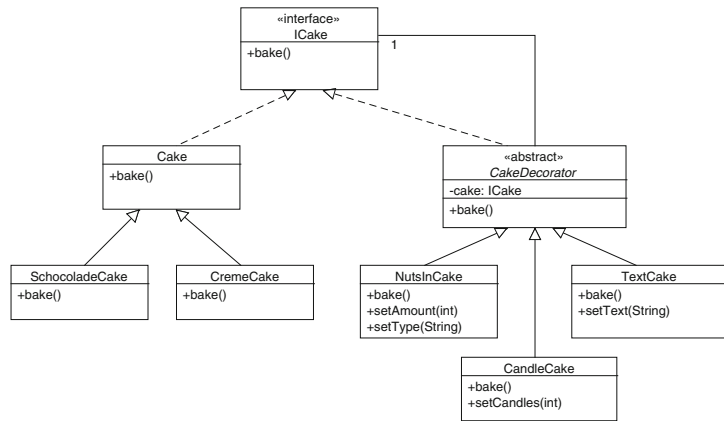 «interface»
ICake
+bake()
1
Cake
+bake()
«abstract»
CakeDecorator
-cake: ICake
+bake()
SchocoladeCake
+bake()
CremeCake
+bake()
NutsInCake
+bake()
+setAmount(int)
+setType(String)
TextCake
+bake()
+setText(String)
CandleCake
+bake()
+setCandles(int)